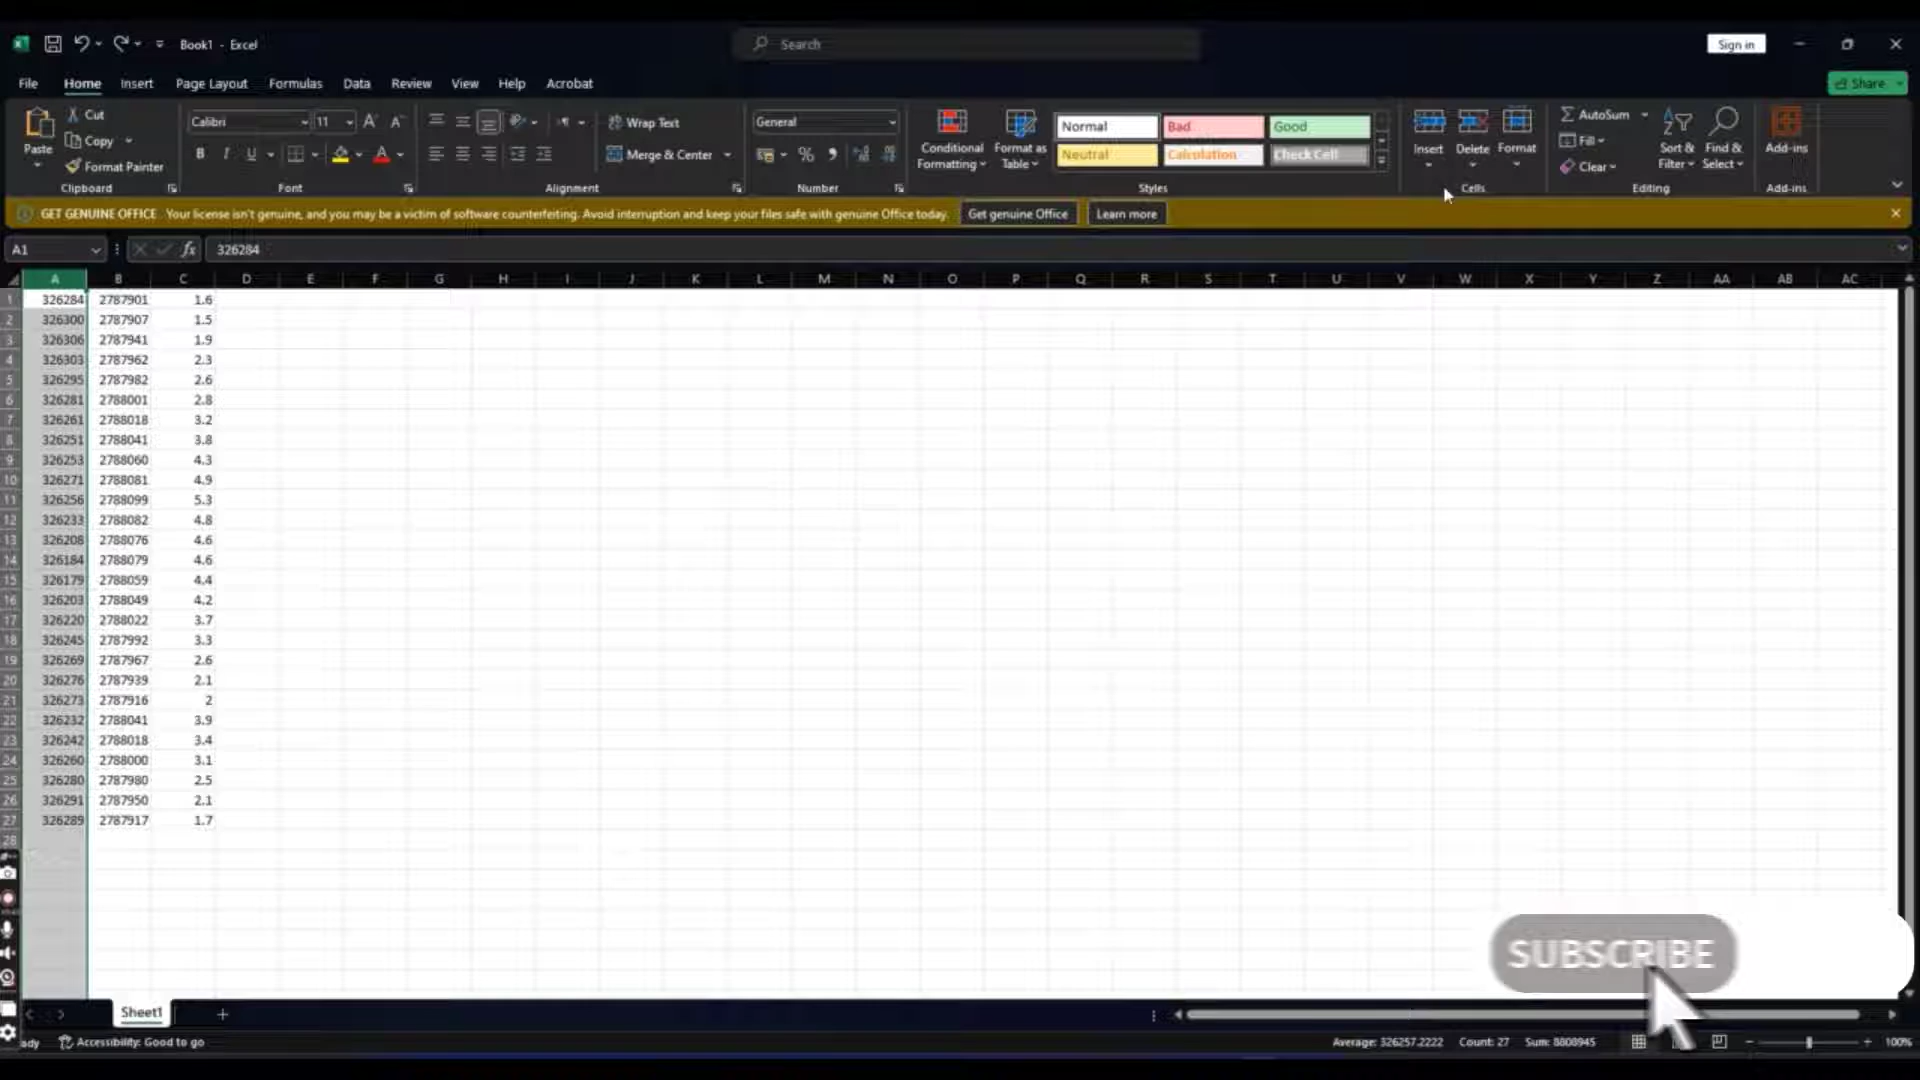 Book1 - Excel
Search
Sign in
File Home Insert Page Layout Formulas Data Review View Help Acrobat
Share
Paste
Cut
Copy
Format Painter
Clipboard
Calibri 11
B I U
Font
Wrap Text
Merge & Center
Alignment
General
Number
Conditional Formatting
Format as Table
Normal Bad Good
Neutral Calculation Check Cell
Styles
Insert Delete Format
Cells
AutoSum
Fill
Clear
Sort & Filter
Find & Select
Editing
Add-ins
Add-ins
GET GENUINE OFFICE Your license isn't genuine, and you may be a victim of software counterfeiting. Avoid interruption and keep your files safe with genuine Office today. Get genuine Office Learn more
A1 fx 326284
A B C D E F G H I J K L M N O P Q R S T U V W X Y Z AA AB AC
1 326284 2787901 1.6
2 326300 2787907 1.5
3 326306 2787941 1.9
4 326303 2787962 2.3
5 326295 2787982 2.6
6 326281 2788001 2.8
7 326261 2788018 3.2
8 326251 2788041 3.8
9 326253 2788060 4.3
10 326271 2788081 4.9
11 326256 2788099 5.3
12 326233 2788082 4.8
13 326208 2788076 4.6
14 326184 2788079 4.6
15 326179 2788059 4.4
16 326203 2788049 4.2
17 326220 2788022 3.7
18 326245 2787992 3.3
19 326269 2787967 2.6
20 326276 2787939 2.1
21 326273 2787916 2
22 326232 2788041 3.9
23 326242 2788018 3.4
24 326260 2788000 3.1
25 326280 2787980 2.5
26 326291 2787950 2.1
27 326289 2787917 1.7
28
SUBSCRIBE
Sheet1
ady Accessibility: Good to go Average: 326257.2222 Count: 27 Sum: 8808945 100%